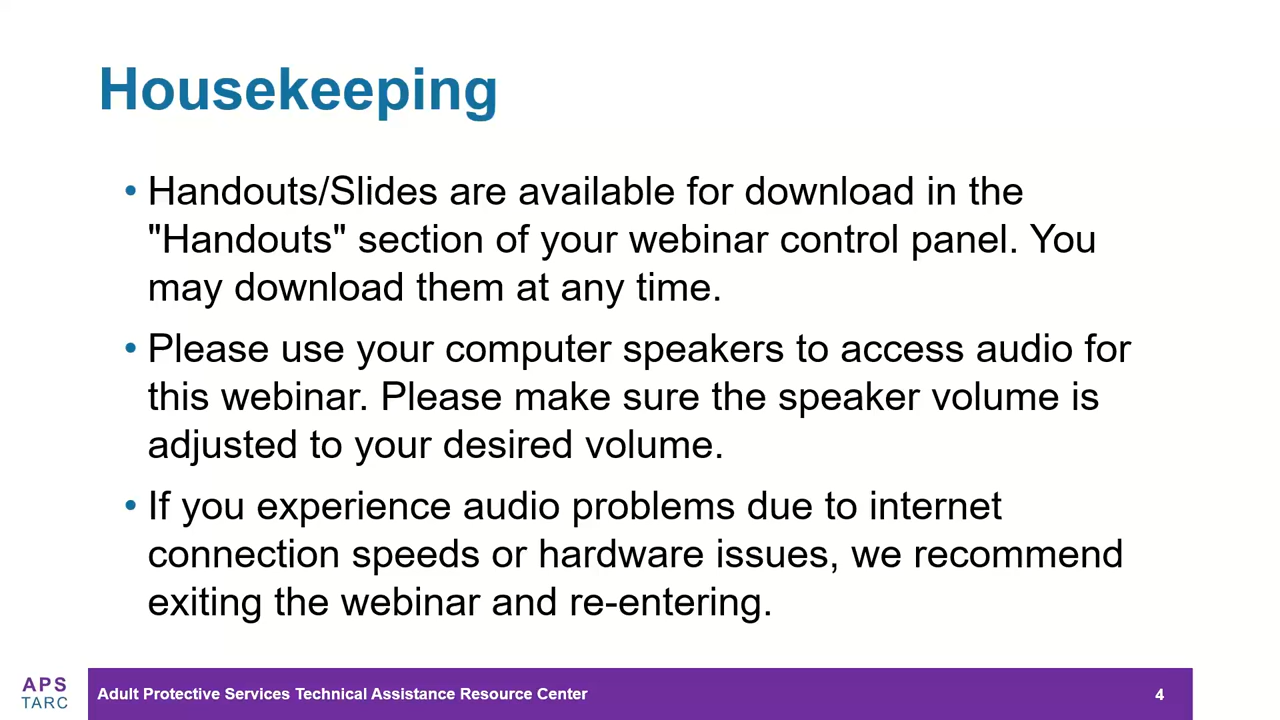 Housekeeping
• Handouts/Slides are available for download in the
"Handouts" section of your webinar control panel. You
may download them at any time.
• Please use your computer speakers to access audio for
this webinar. Please make sure the speaker volume is
adjusted to your desired volume.
• If you experience audio problems due to internet
connection speeds or hardware issues, we recommend
exiting the webinar and re-entering.
APS
TARC
Adult Protective Services Technical Assistance Resource Center
4